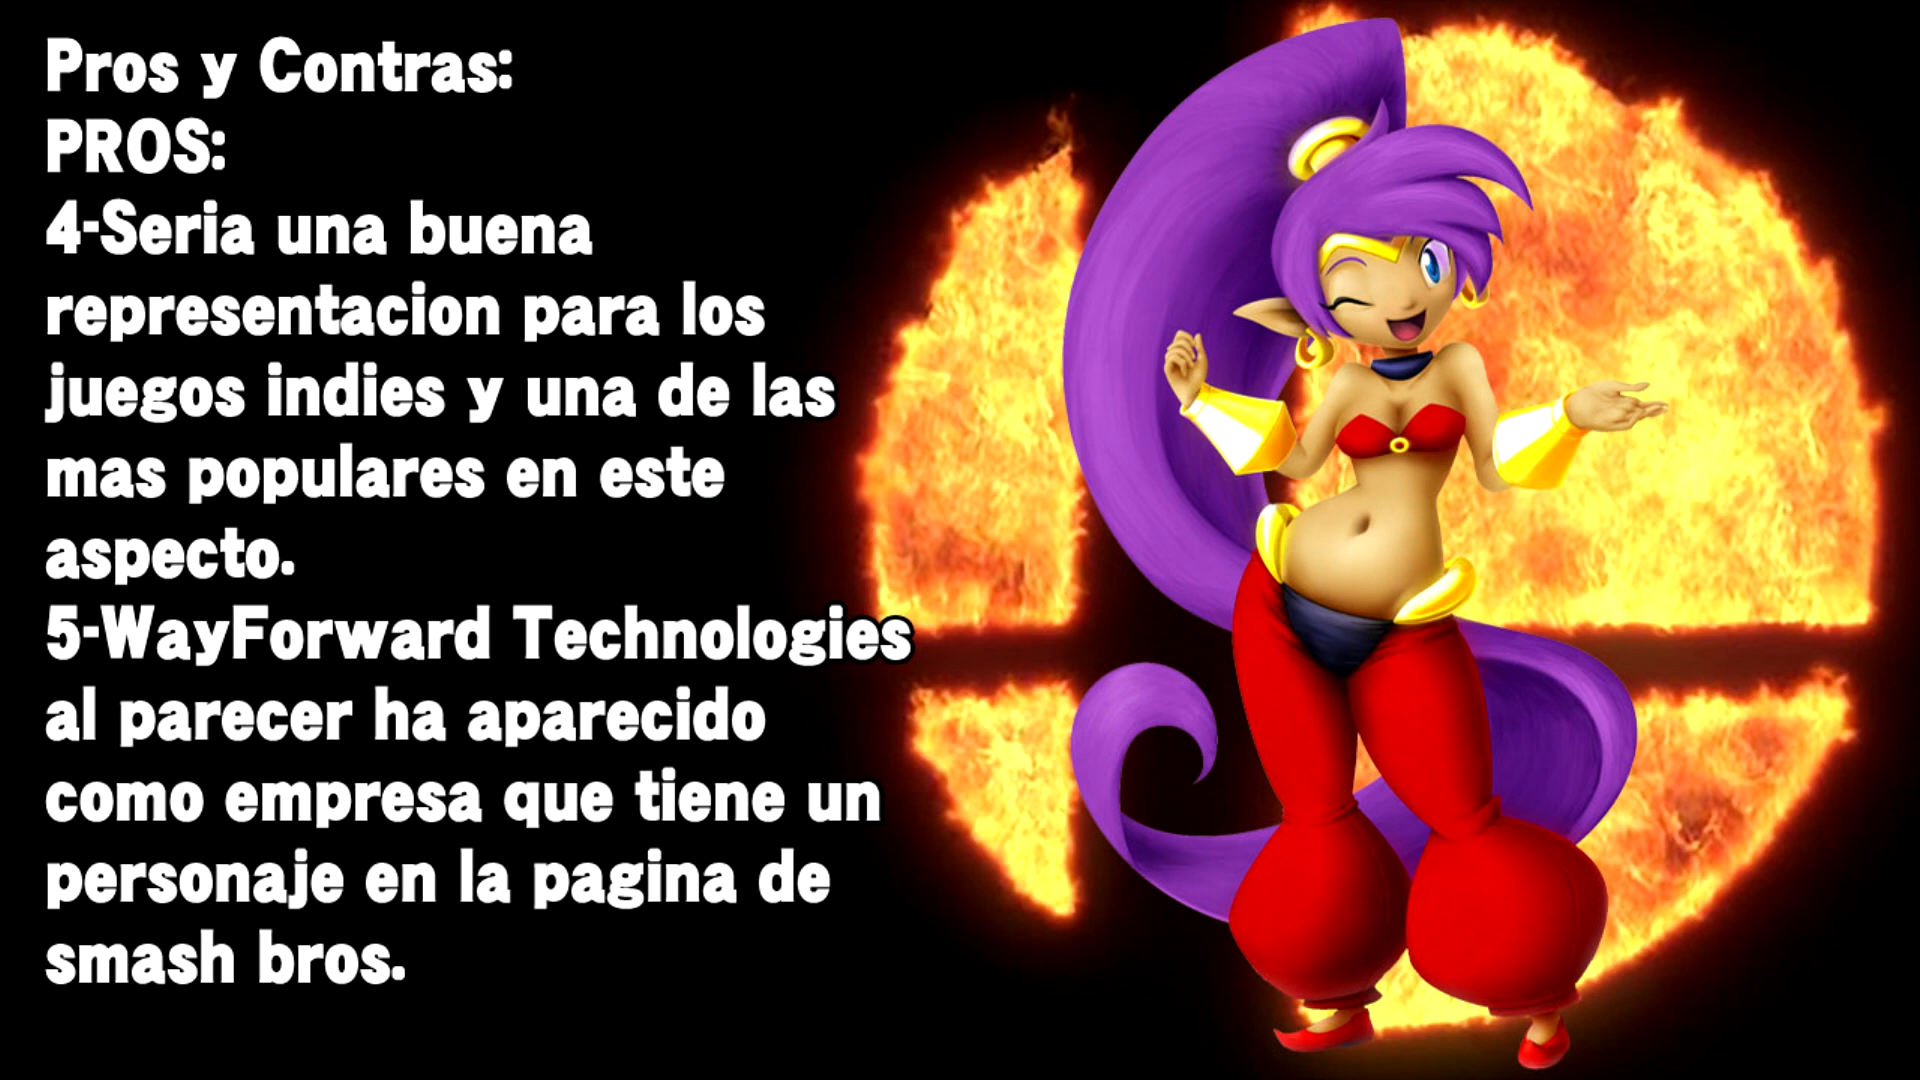 Pros y Contras:
PROS:
4-Seria una buena
representacion para los
juegos indies y una de las
mas populares en este
aspecto.
5-WayForward Technologies
al parecer ha aparecido
como empresa que tiene un
personaje en la pagina de
smash bros.